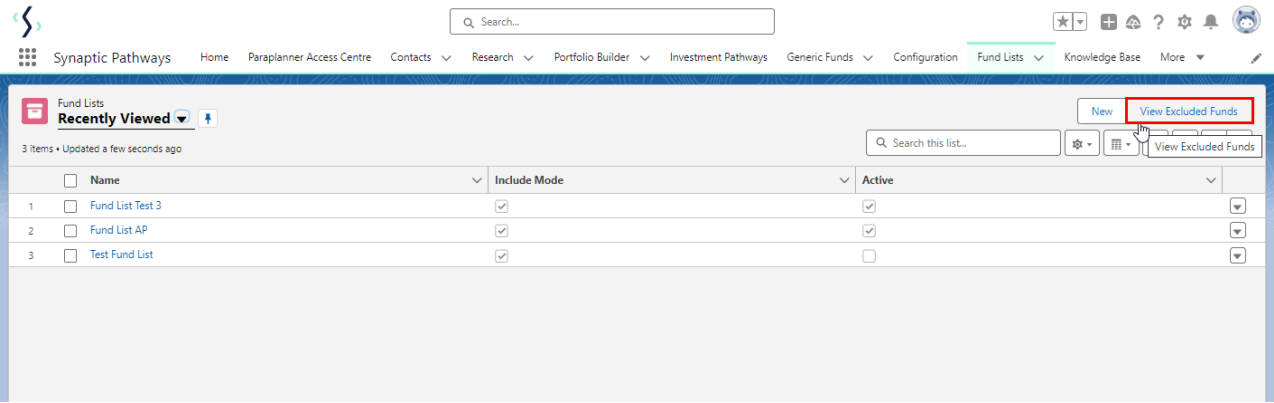 Search...
Synaptic Pathways Home Paraplanner Access Centre Contacts Research Portfolio Builder Investment Pathways Generic Funds Configuration Fund Lists Knowledge Base More
Fund Lists
Recently Viewed
New View Excluded Funds
3 items • Updated a few seconds ago
Search this list...
View Excluded Funds
Name Include Mode Active
1 Fund List Test 3
2 Fund List AP
3 Test Fund List